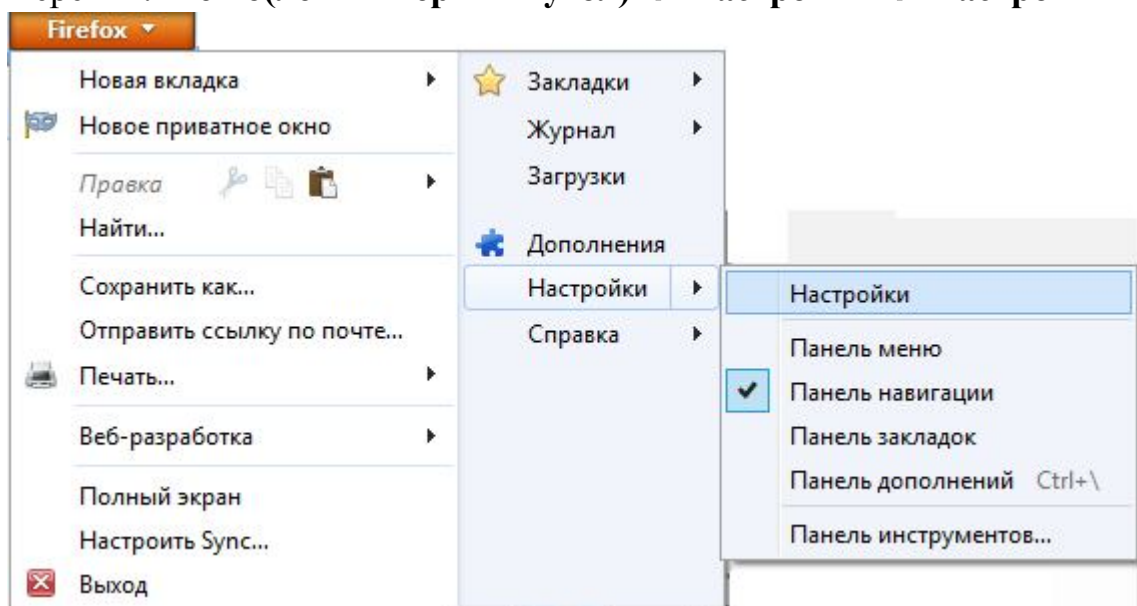 Firefox
Новая вкладка
Новое приватное окно
Правка
Найти...
Сохранить как...
Отправить ссылку по почте...
Печать...
Веб-разработка
Полный экран
Настроить Sync...
Выход
Закладки
Журнал
Загрузки
Дополнения
Настройки
Справка
Настройки
Панель меню
Панель навигации
Панель закладок
Панель дополнений Ctrl+\
Панель инструментов...